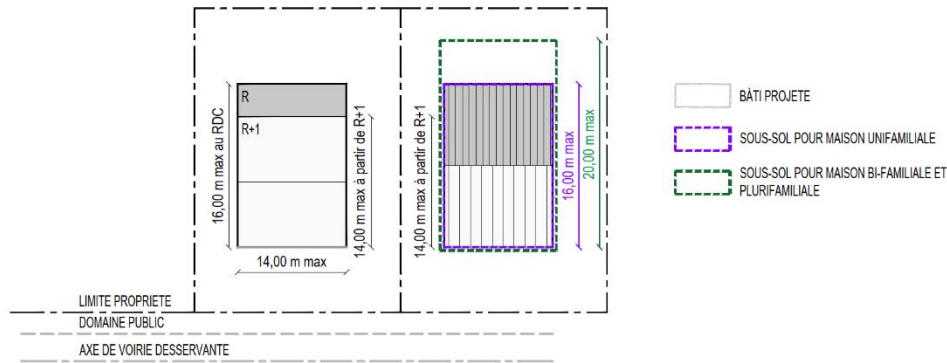 R
R+1
16,00 m max au RDC
14,00 m max à partir de R+1
14,00 m max
14,00 m max à partir de R+1
16,00 m max
20,00 m max
BÂTI PROJETE
SOUS-SOL POUR MAISON UNIFAMILIALE
SOUS-SOL POUR MAISON BI-FAMILIALE ET
PLURIFAMILIALE
LIMITE PROPRIETE
DOMAINE PUBLIC
AXE DE VOIRIE DESSERVANTE